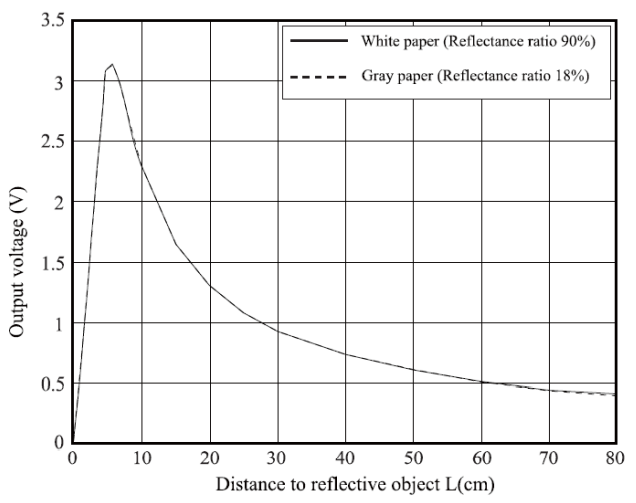 3.5
3
2.5
2
1.5
1
0.5
0
Output voltage (V)
White paper (Reflectance ratio 90%)
Gray paper (Reflectance ratio 18%)
0 10 20 30 40 50 60 70 80
Distance to reflective object L(cm)